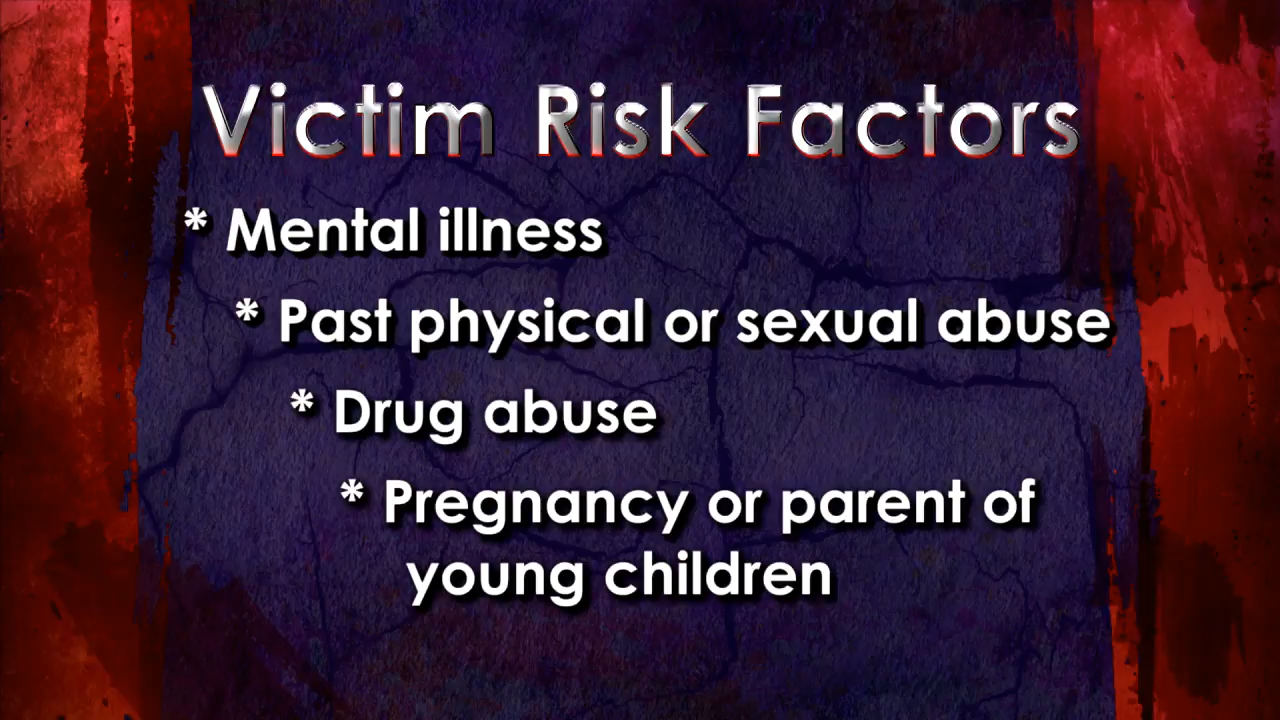 Victim Risk Factors
* Mental illness
* Past physical or sexual abuse
* Drug abuse
* Pregnancy or parent of
young children